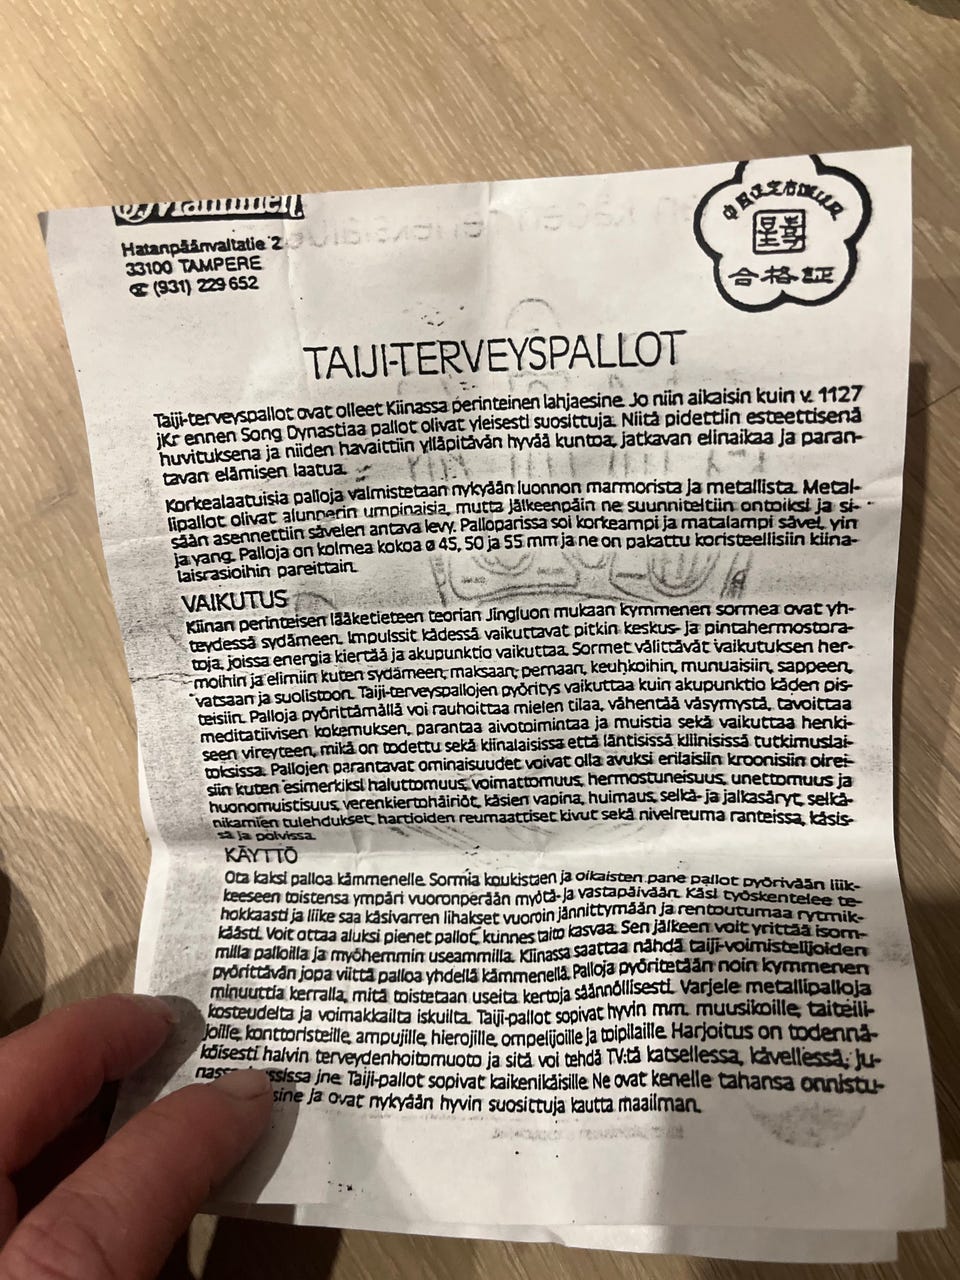 Hatanpäänvaltatie 2
33100 TAMPERE
☎ (931) 229 652
合格証
TAIJI-TERVEYSPALLOT
Taiji-terveyspallot ovat olleet Kiinassa perinteinen lahjaesine. Jo niin aikaisin kuin v. 1127
jKr ennen Song Dynastiaa pallot olivat yleisesti suosittuja. Niitä pidettiin esteettisenä
huvituksena ja niiden havaittiin ylläpitävän hyvää kuntoa, jatkavan elinaikaa ja paran-
tavan elämisen laatua.
Korkealaatuisia palloja valmistetaan nykyään luonnon marmorista ja metallista. Metal-
lipallot olivat alunperin umpinaisia, mutta jälkeenpäin ne suunniteltiin ontoiksi ja si-
sään asennettiin sävelen antava levy. Palloparissa soi korkeampi ja matalampi sävel, yin
ja yang. Palloja on kolmea kokoa ø 45, 50 ja 55 mm ja ne on pakattu koristeellisiin kiina-
laisrasioihin pareittain.
VAIKUTUS
Kiinan perinteisen lääketieteen teorian Jingluon mukaan kymmenen sormea ovat yh-
teydessä sydämeen. Impulssit kädessä vaikuttavat pitkin keskus- ja pintahermostora-
toja, joissa energia kiertää ja akupunktio vaikuttaa. Sormet välittävät vaikutuksen her-
moihin ja elimiin kuten sydämeen, maksaan, pernaan, keuhkoihin, munuaisiin, sappeen,
vatsaan ja suolistoon. Taiji-terveyspallojen pyöritys vaikuttaa kuin akupunktio käden pis-
teisiin. Palloja pyörittämällä voi rauhoittaa mielen tilaa, vähentää väsymystä, tavoittaa
meditatiivisen kokemuksen, parantaa aivotoimintaa ja muistia sekä vaikuttaa henki-
seen vireyteen, mikä on todettu sekä kiinalaisissa että läntisissä kliinisissä tutkimuslai-
toksissa. Pallojen parantavat ominaisuudet voivat olla avuksi erilaisiin kroonisiin oirei-
siin kuten esimerkiksi haluttomuus, voimattomuus, hermostuneisuus, unettomuus ja
huonomuistisuus, verenkiertohäiriöt, käsien vapina, huimaus, selkä- ja jalkasäryt, selkä-
nikamien tulehdukset, hartioiden reumaattiset kivut sekä nivelreuma ranteissa, käsis-
sä ja polvissa.
KÄYTTÖ
Ota kaksi palloa kämmenelle. Sormia koukistaen ja oikaisten pane pallot pyörivään liik-
keeseen toistensa ympäri vuoronperään myötä- ja vastapäivään. Käsi työskentelee te-
hokkaasti ja liike saa käsivarren lihakset vuoroin jännittymään ja rentoutumaa rytmik-
käästi. Voit ottaa aluksi pienet pallot, kunnes taito kasvaa. Sen jälkeen voit yrittää isom-
milla palloilla ja myöhemmin useammilla. Kiinassa saattaa nähdä taiji-voimistelijoiden
pyörittävän jopa viittä palloa yhdellä kämmenellä. Palloja pyöritetään noin kymmenen
minuuttia kerralla, mitä toistetaan useita kertoja säännöllisesti. Varjele metallipalloja
kosteudelta ja voimakkailta iskuilta. Taiji-pallot sopivat hyvin mm. muusikoille, taiteili-
joille, konttoristeille, ampujille, hierojille, ompelijoille ja toipilaille. Harjoitus on todennä-
köisesti halvin terveydenhoitomuoto ja sitä voi tehdä TV:tä katsellessa, kävellessä, ju-
jne. Taiji-pallot sopivat kaikenikäisille. Ne ovat kenelle tahansa onnistu-
ja ovat nykyään hyvin suosittuja kautta maailman.